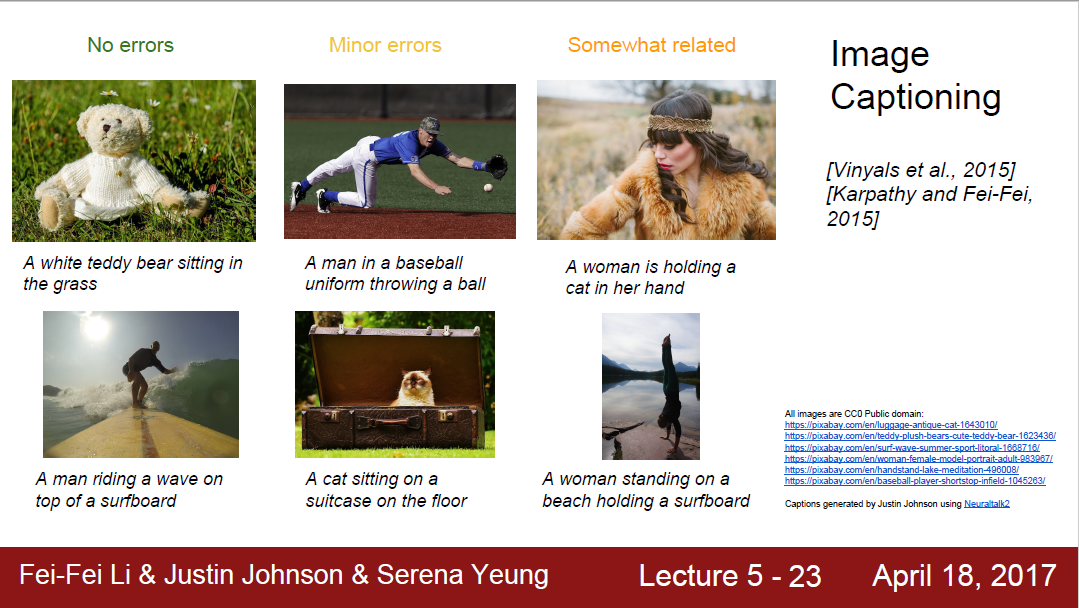 No errors
Minor errors
Somewhat related
Image
Captioning
[Vinyals et al., 2015]
[Karpathy and Fei-Fei,
2015]
A white teddy bear sitting in
the grass
A man in a baseball
uniform throwing a ball
A woman is holding a
cat in her hand
A man riding a wave on
top of a surfboard
A cat sitting on a
suitcase on the floor
A woman standing on a
beach holding a surfboard
All images are CC0 Public domain:
https://pixabay.com/en/luggage-antique-cat-1643010/
https://pixabay.com/en/teddy-plush-bears-cute-teddy-bear-1623436/
https://pixabay.com/en/surf-wave-summer-sport-litoral-1668716/
https://pixabay.com/en/woman-female-model-portrait-adult-983967/
https://pixabay.com/en/handstand-lake-meditation-496008/
https://pixabay.com/en/baseball-player-shortstop-infield-1045263/
Captions generated by Justin Johnson using Neuraltalk2
Fei-Fei Li & Justin Johnson & Serena Yeung
Lecture 5 - 23
April 18, 2017